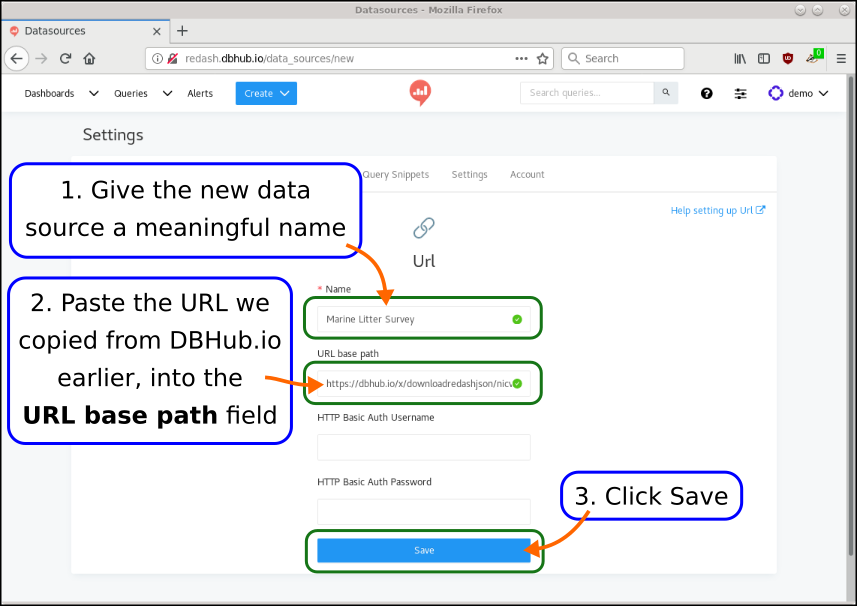 Datasources - Mozilla Firefox
Datasources
redash.dbhub.io/data_sources/new
Search
0
Dashboards
Queries
Alerts
Create
Search queries...
demo
Settings
1. Give the new data
source a meaningful name
Query Snippets
Settings
Account
Help setting up Url
Url
* Name
Marine Litter Survey
2. Paste the URL we
copied from DBHub.io
earlier, into the
URL base path field
URL base path
https://dbhub.io/x/downloadredashjson/nicv
HTTP Basic Auth Username
HTTP Basic Auth Password
3. Click Save
Save